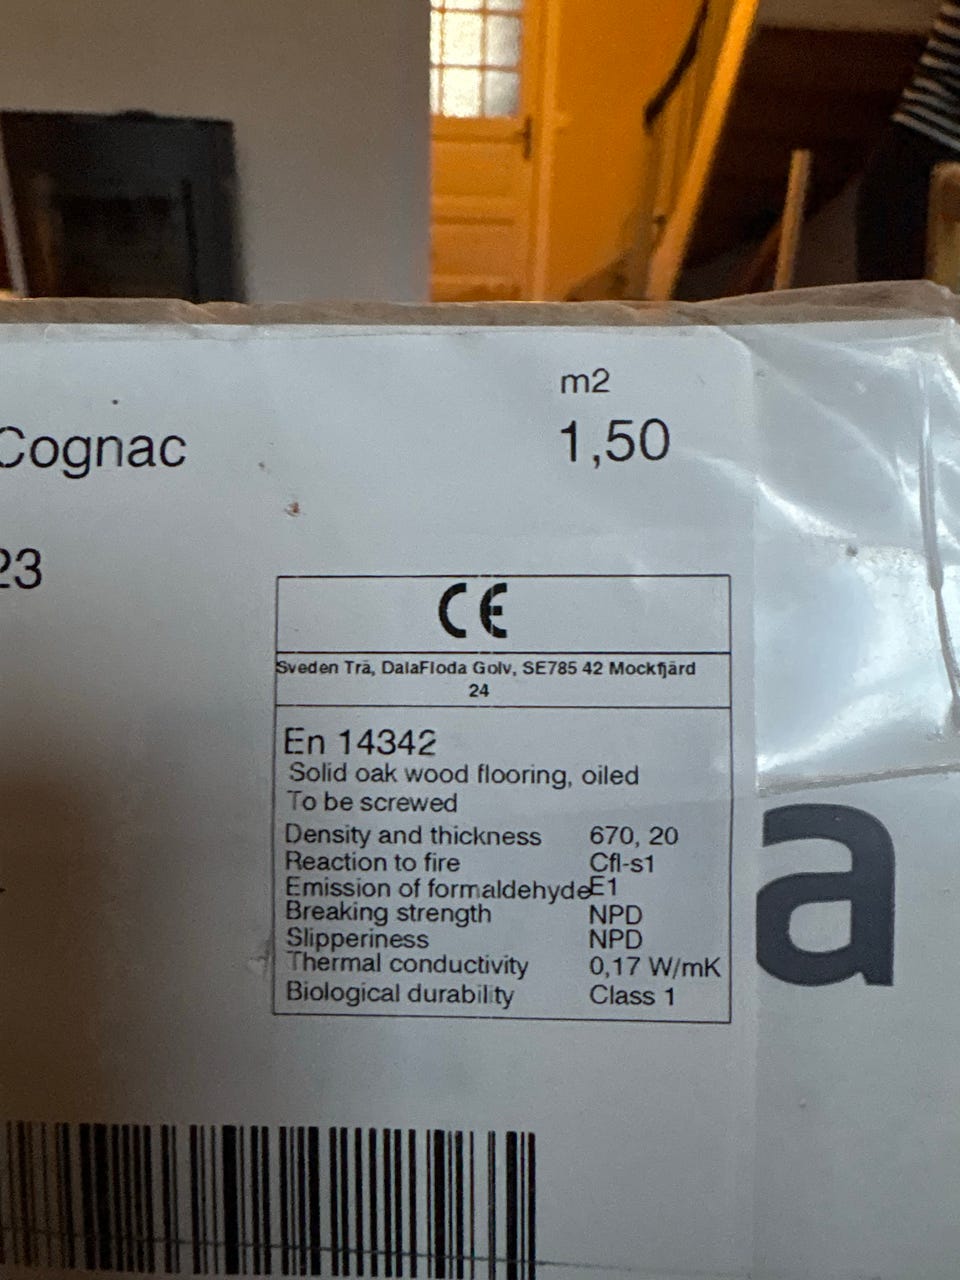 m2
Cognac
1,50
23
CE
Sveden Trä, DalaFloda Golv, SE785 42 Mockfjärd
24
En 14342
Solid oak wood flooring, oiled
To be screwed
Density and thickness 670, 20
Reaction to fire Cfl-s1
Emission of formaldehyde E1
Breaking strength NPD
Slipperiness NPD
Thermal conductivity 0,17 W/mK
Biological durability Class 1
a